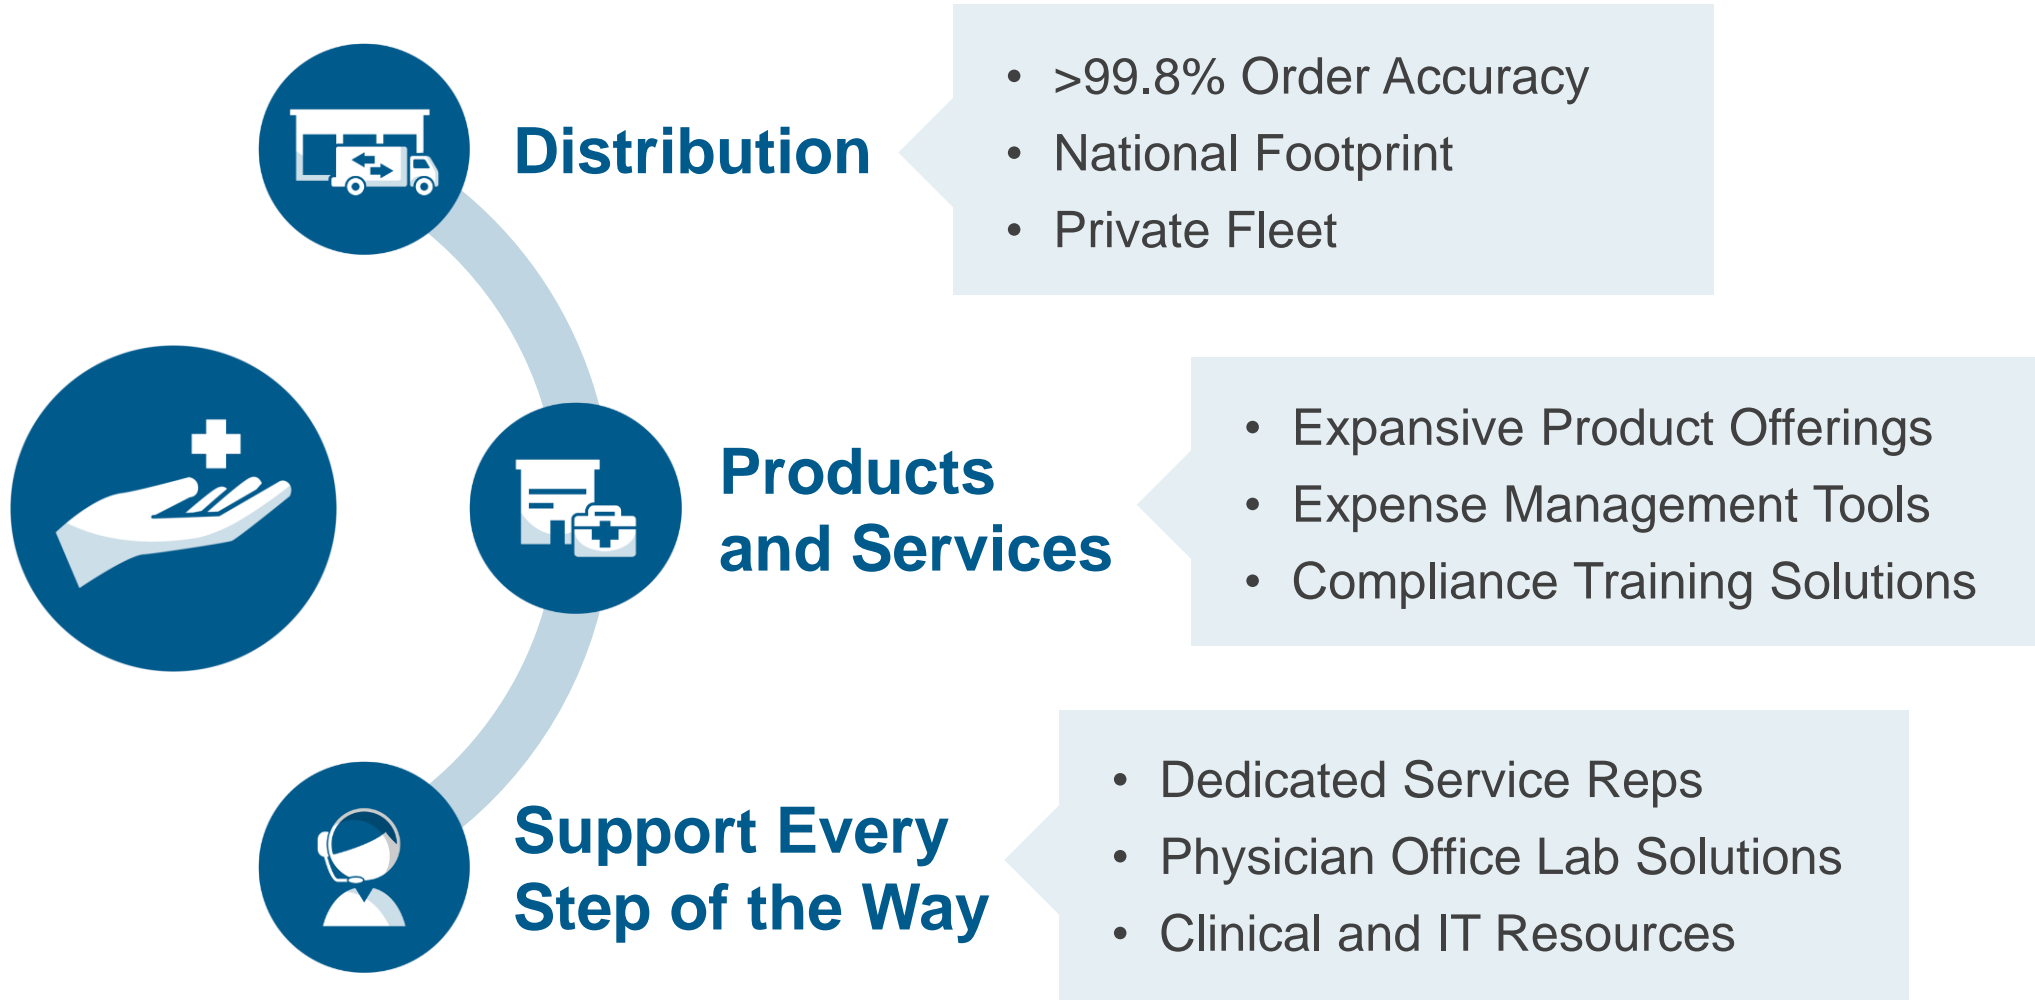 Distribution
• >99.8% Order Accuracy
• National Footprint
• Private Fleet
Products
and Services
• Expansive Product Offerings
• Expense Management Tools
• Compliance Training Solutions
Support Every
Step of the Way
• Dedicated Service Reps
• Physician Office Lab Solutions
• Clinical and IT Resources